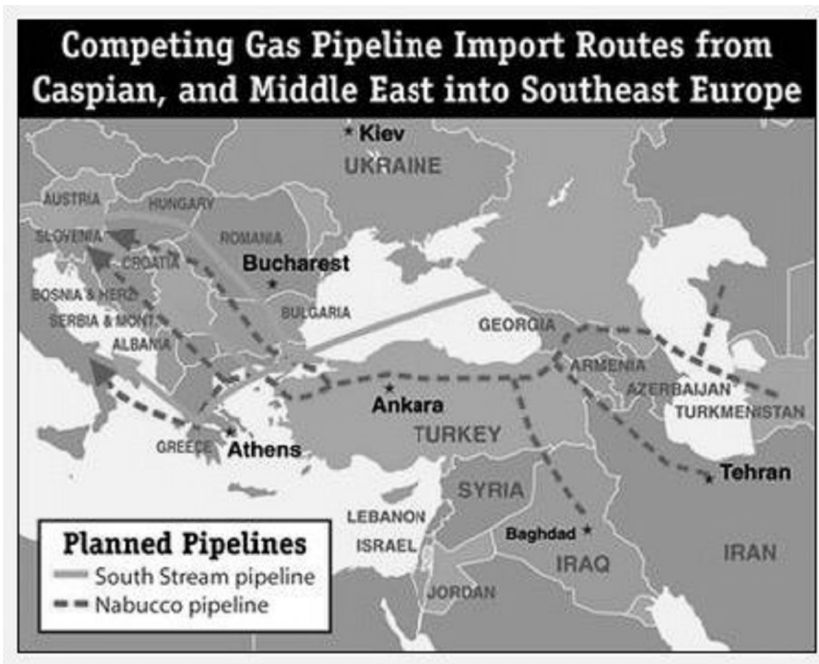 Competing Gas Pipeline Import Routes from
Caspian, and Middle East into Southeast Europe
Kiev
UKRAINE
AUSTRIA
HUNGARY
SLOVENIA
ROMANIA
CROATIA
Bucharest
BOSNIA & HERZ.
BULGARIA
SERBIA & MONT.
GEORGIA
ALBANIA
ARMENIA
AZERBAIJAN
Ankara
TURKMENISTAN
TURKEY
GREECE
Athens
Tehran
SYRIA
LEBANON
Baghdad
ISRAEL
IRAQ
IRAN
JORDAN
Planned Pipelines
South Stream pipeline
Nabucco pipeline